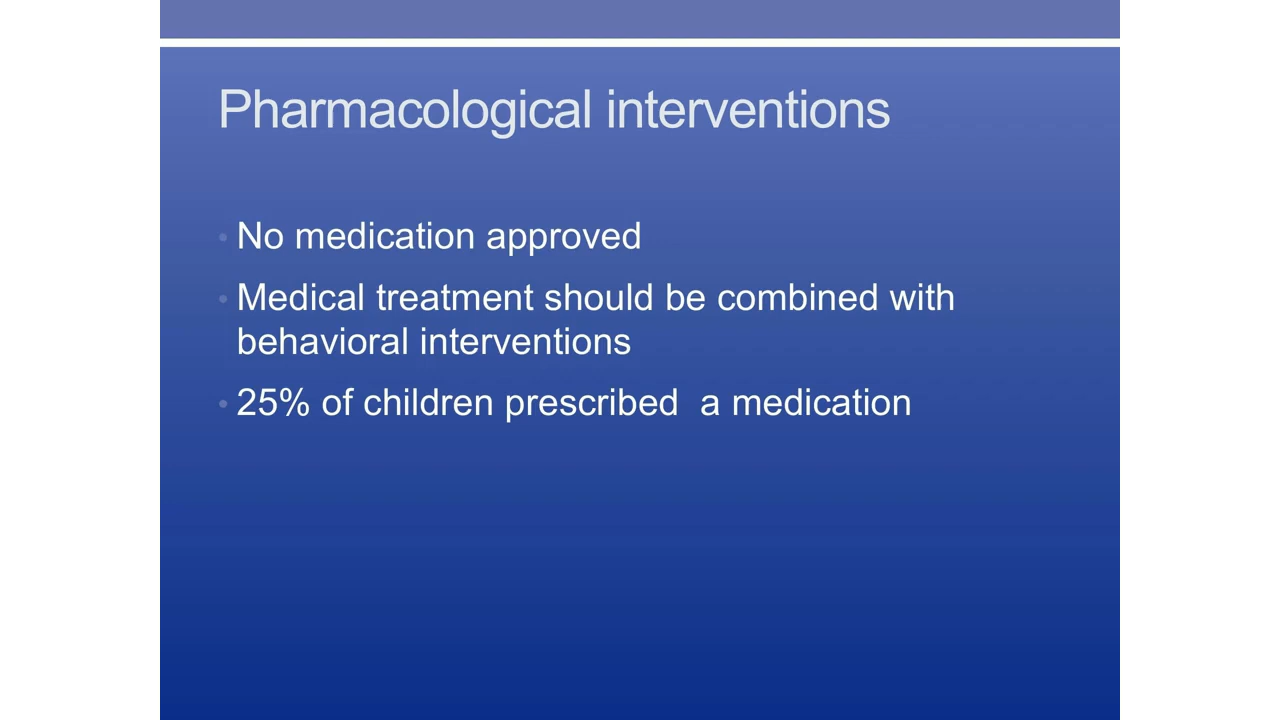 Pharmacological interventions
• No medication approved
• Medical treatment should be combined with
behavioral interventions
• 25% of children prescribed  a medication